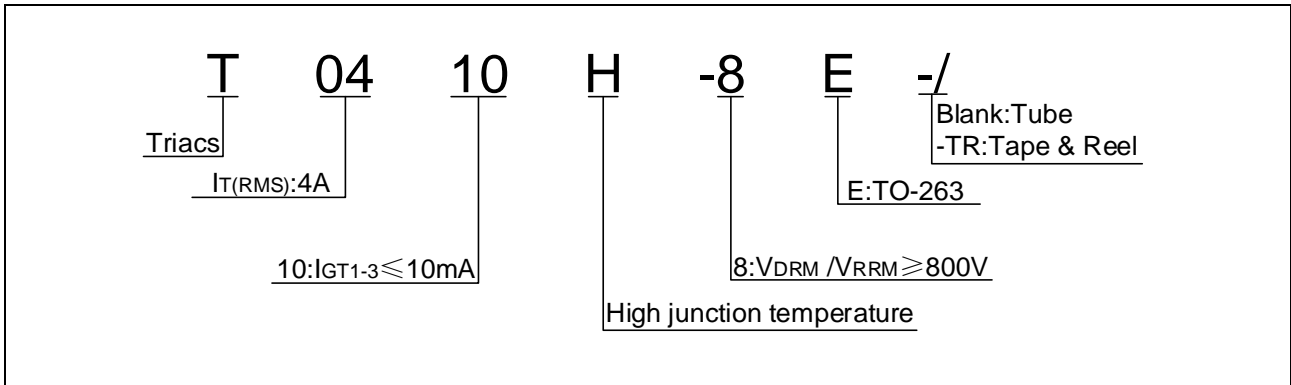 T 04 10 H -8 E -/
Blank:Tube
Triacs
-TR:Tape & Reel
IT(RMS):4A
E:TO-263
10:IGT1-3≤10mA
8:VDRM /VRRM≥800V
High junction temperature